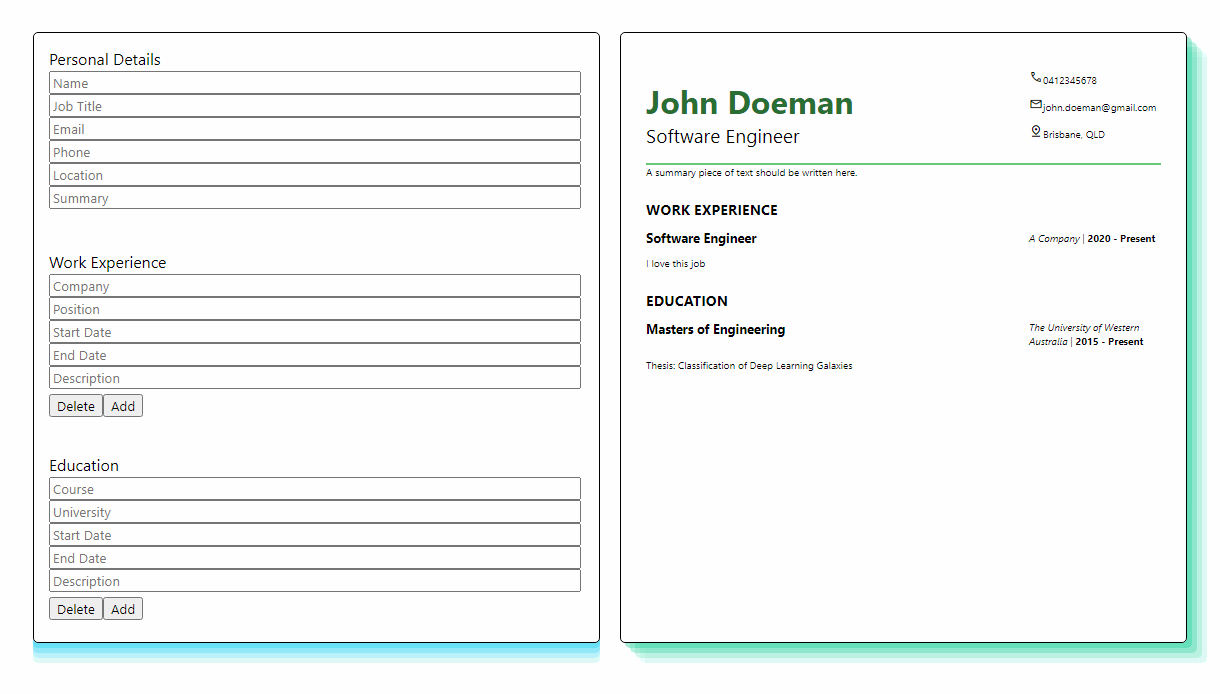 Personal Details
Name
Job Title
Email
Phone
Location
Summary
Work Experience
Company
Position
Start Date
End Date
Description
Delete Add
Education
Course
University
Start Date
End Date
Description
Delete Add
John Doeman
Software Engineer
0412345678
john.doeman@gmail.com
Brisbane, QLD
A summary piece of text should be written here.
WORK EXPERIENCE
Software Engineer
A Company | 2020 - Present
I love this job
EDUCATION
Masters of Engineering
The University of Western
Australia | 2015 - Present
Thesis: Classification of Deep Learning Galaxies